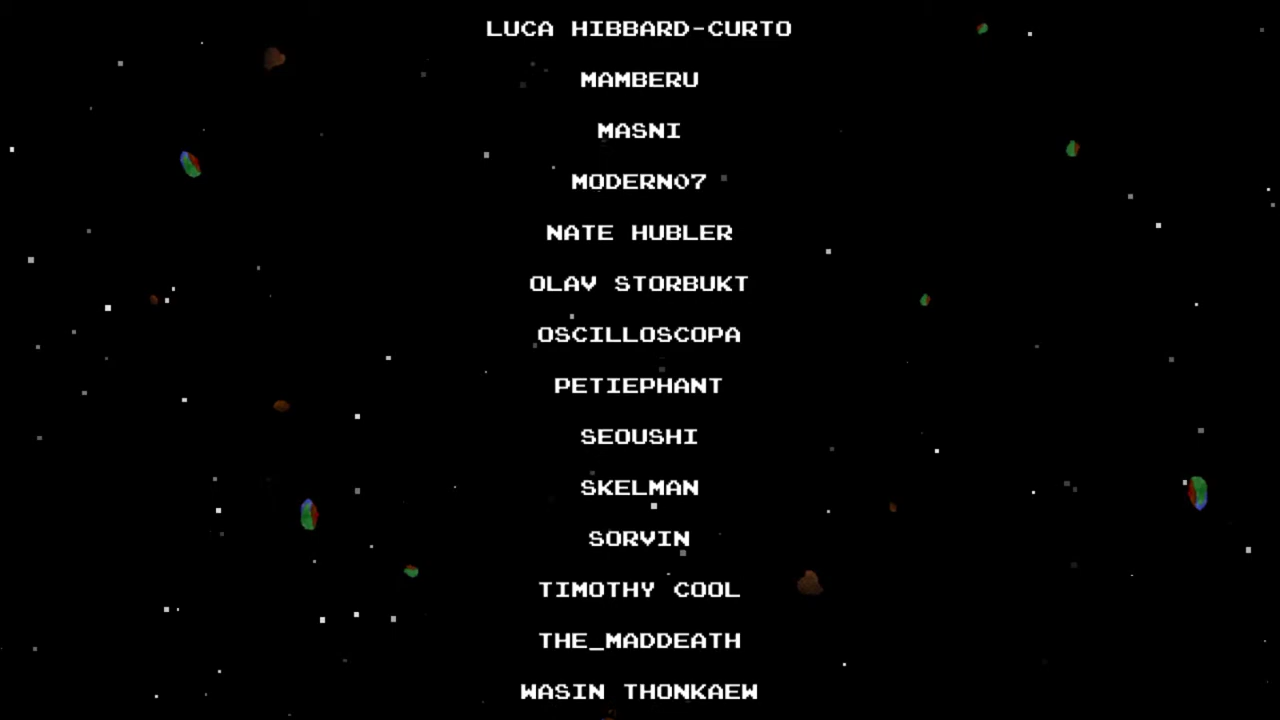 LUCA HIBBARD-CURTO
MAMBERU
MASNI
MODERN07
NATE HUBLER
OLAV STORBUKT
OSCILLOSCOPA
PETIEPHANT
SEOUSHI
SKELMAN
SORVIN
TIMOTHY COOL
THE_MADDEATH
WASIN THONKAEW